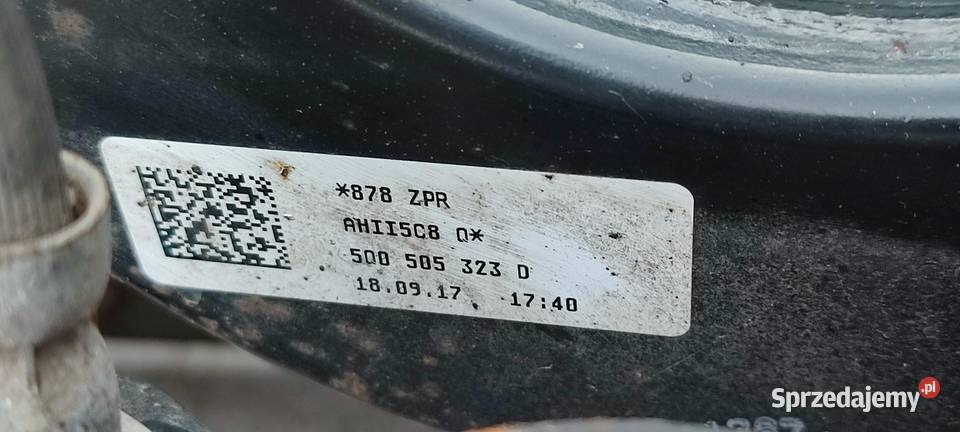 *878 ZPR
AHII5C8 Q*
5Q0 505 323 D
18.09.17 17:40
Sprzedajemy.pl